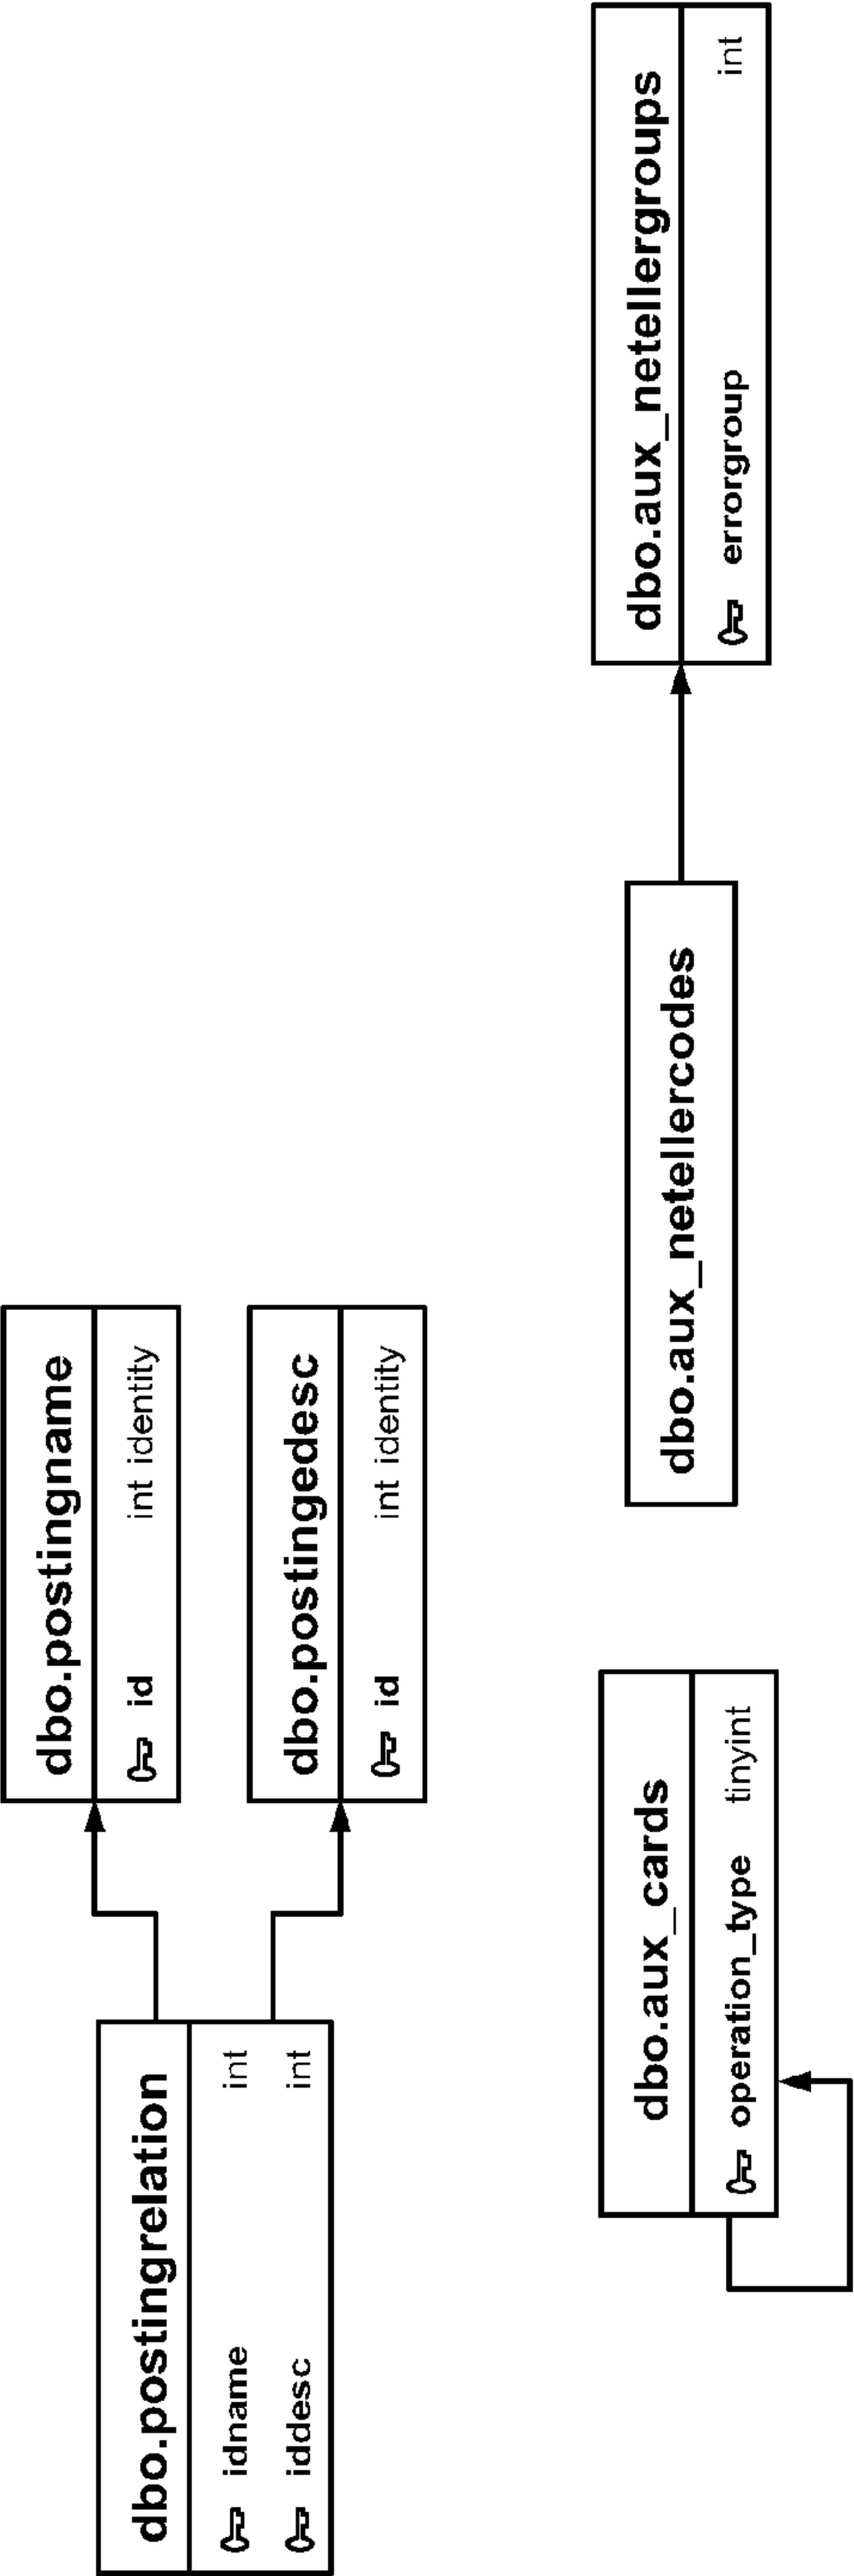 dbo.postingrelation
idname int
iddesc int
dbo.postingname
id int identity
dbo.postingedesc
id int identity
dbo.aux_cards
operation_type tinyint
dbo.aux_netellercodes
dbo.aux_netellergroups
errorgroup int